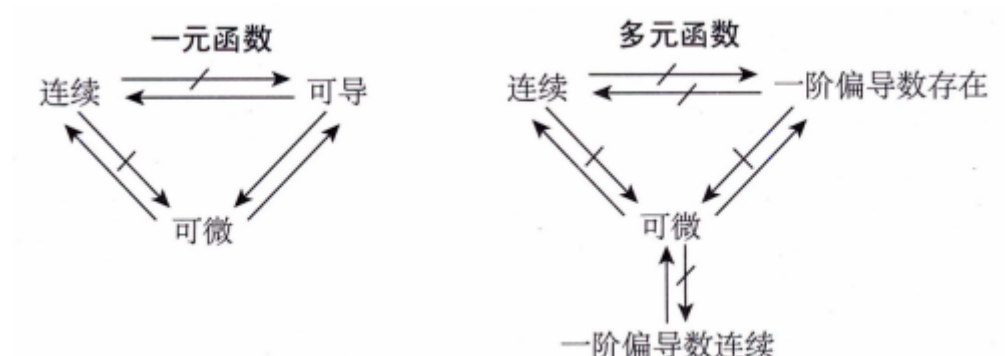 一元函数
多元函数
连续
可导
连续
一阶偏导数存在
可微
可微
一阶偏导数连续